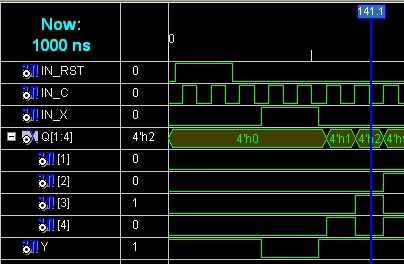 141.1
Now:
1000 ns
0
IN_RST 0
IN_C 0
IN_X 0
Q[1:4] 4'h2 4'h0 4'h1 4'h2
[1] 0
[2] 0
[3] 1
[4] 0
Y 1